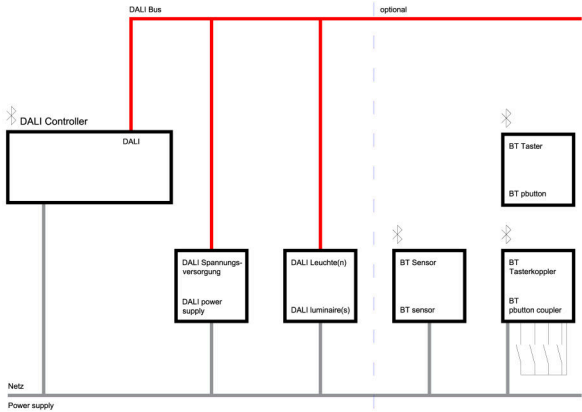 DALI Bus
optional
DALI Controller
DALI
BT Taster
BT pbutton
DALI Spannungs-
versorgung
DALI power
supply
DALI Leuchte(n)
DALI luminaire(s)
BT Sensor
BT sensor
BT
Tasterkoppler
BT
pbutton coupler
Netz
Power supply